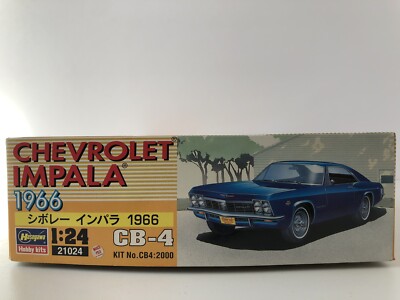 CHEVROLET
IMPALA
1966
シボレー インパラ 1966
Hasegawa
Hobby kits
1:24
21024
CB-4
KIT No.CB4:2000